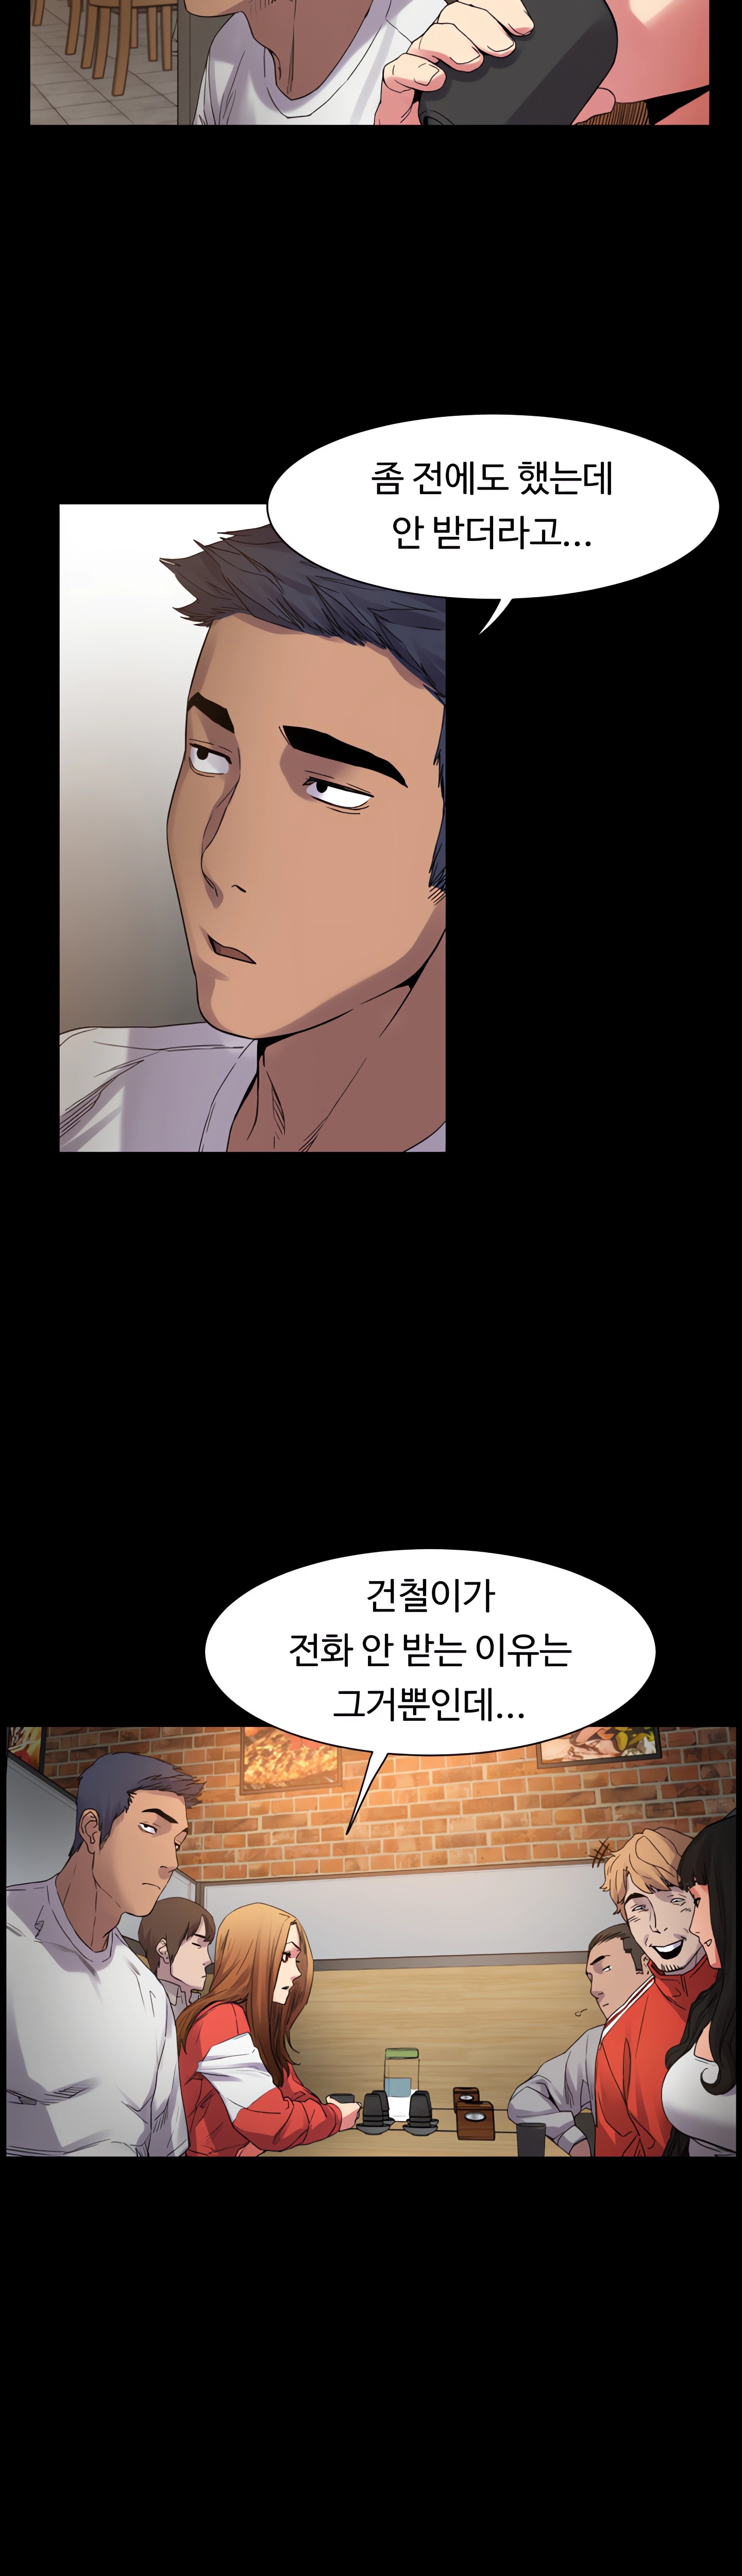 좀 전에도 했는데
안 받더라고...
건철이가
전화 안 받는 이유는
그거뿐인데...